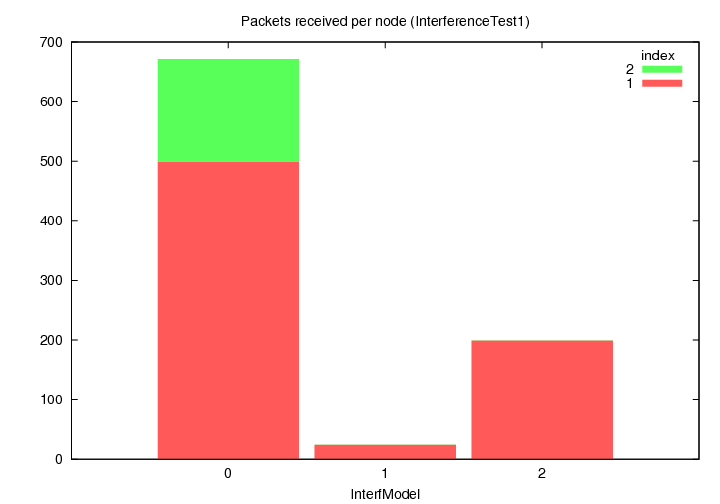 Packets received per node (InterferenceTest1)
700
600
500
400
300
200
100
0
index
2
1
0 1 2
InterfModel